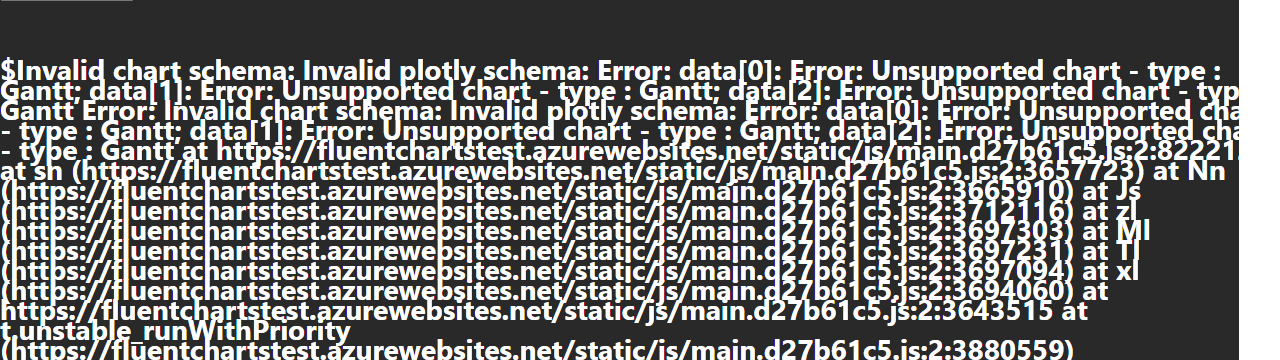 $Invalid chart schema: Invalid plotly schema: Error: data[0]: Error: Unsupported chart - type :
Gantt; data[1]: Error: Unsupported chart - type : Gantt; data[2]: Error: Unsupported chart - typ
Gantt Error: Invalid chart schema: Invalid plotly schema: Error: data[0]: Error: Unsupported cha
- type : Gantt; data[1]: Error: Unsupported chart - type : Gantt; data[2]: Error: Unsupported cha
- type : Gantt at https://fluentchartstest.azurewebsites.net/static/js/main.d27b61c5.js:2:822212
at sh (https://fluentchartstest.azurewebsites.net/static/js/main.d27b61c5.js:2:3657723) at Nn
(https://fluentchartstest.azurewebsites.net/static/js/main.d27b61c5.js:2:3665910) at Js
(https://fluentchartstest.azurewebsites.net/static/js/main.d27b61c5.js:2:3712116) at zl
(https://fluentchartstest.azurewebsites.net/static/js/main.d27b61c5.js:2:3697303) at Ml
(https://fluentchartstest.azurewebsites.net/static/js/main.d27b61c5.js:2:3697231) at Tl
(https://fluentchartstest.azurewebsites.net/static/js/main.d27b61c5.js:2:3697094) at xl
(https://fluentchartstest.azurewebsites.net/static/js/main.d27b61c5.js:2:3694060) at
https://fluentchartstest.azurewebsites.net/static/js/main.d27b61c5.js:2:3643515 at
t.unstable_runWithPriority
(https://fluentchartstest.azurewebsites.net/static/js/main.d27b61c5.js:2:3880559)